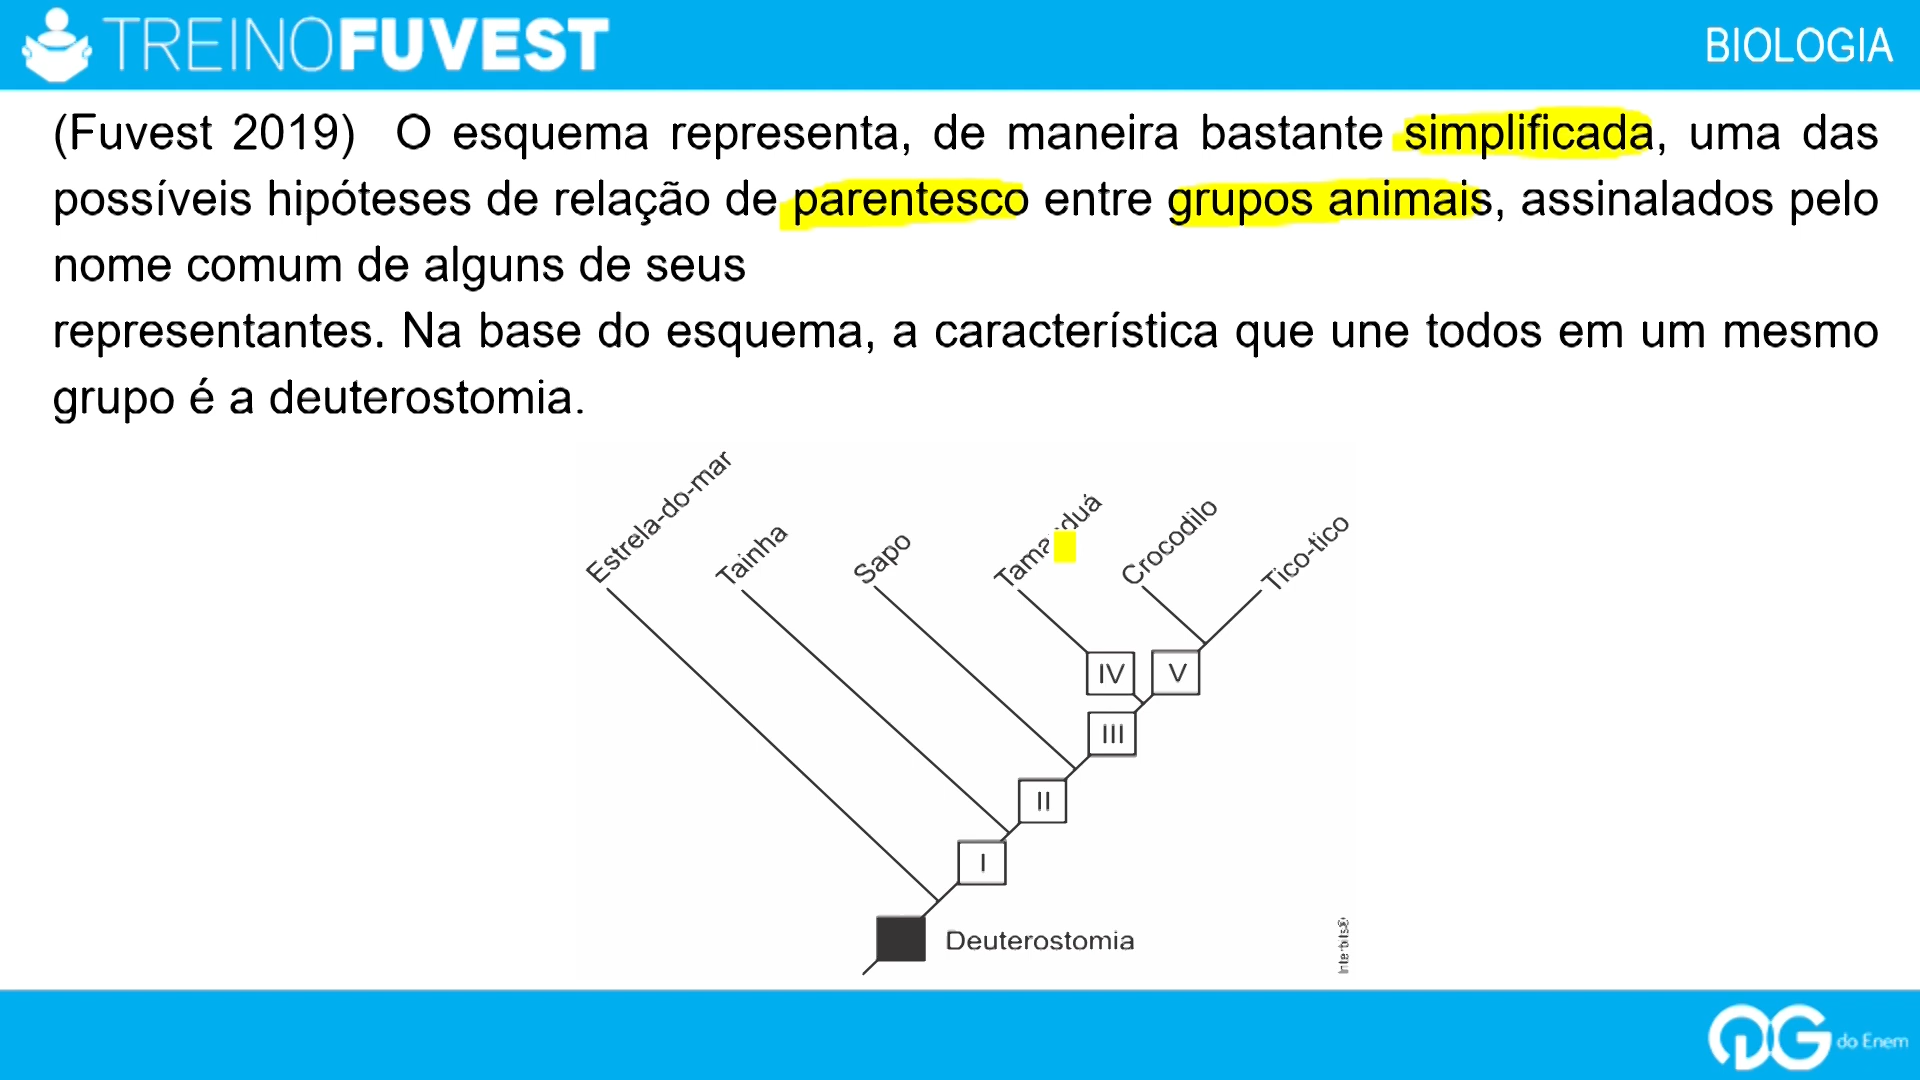 TREINOFUVEST
BIOLOGIA
(Fuvest 2019) O esquema representa, de maneira bastante simplificada, uma das
possíveis hipóteses de relação de parentesco entre grupos animais, assinalados pelo
nome comum de alguns de seus
representantes. Na base do esquema, a característica que une todos em um mesmo
grupo é a deuterostomia.
Estrela-do-mar
Tainha
Sapo
Crocodilo
Tico-tico
IV
V
III
II
I
Deuterostomia
Interbits®
QG do Enem